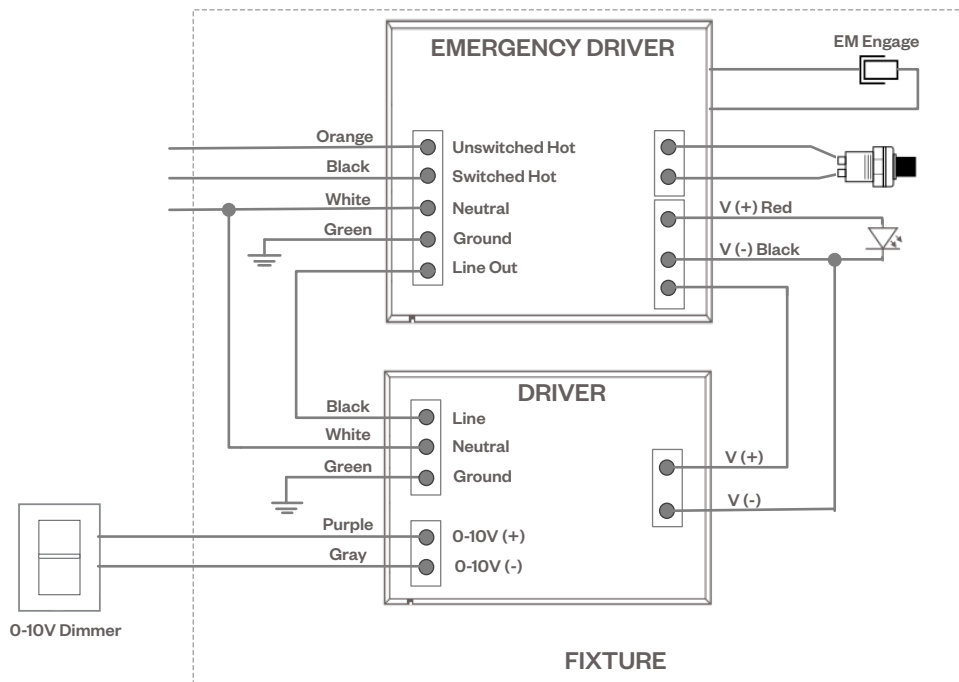 EMERGENCY DRIVER
EM Engage
Orange
Unswitched Hot
Black
Switched Hot
White
Neutral
V (+) Red
Green
Ground
V (-) Black
Line Out
DRIVER
Black
Line
White
Neutral
V (+)
Green
Ground
V (-)
Purple
0-10V (+)
Gray
0-10V (-)
0-10V Dimmer
FIXTURE